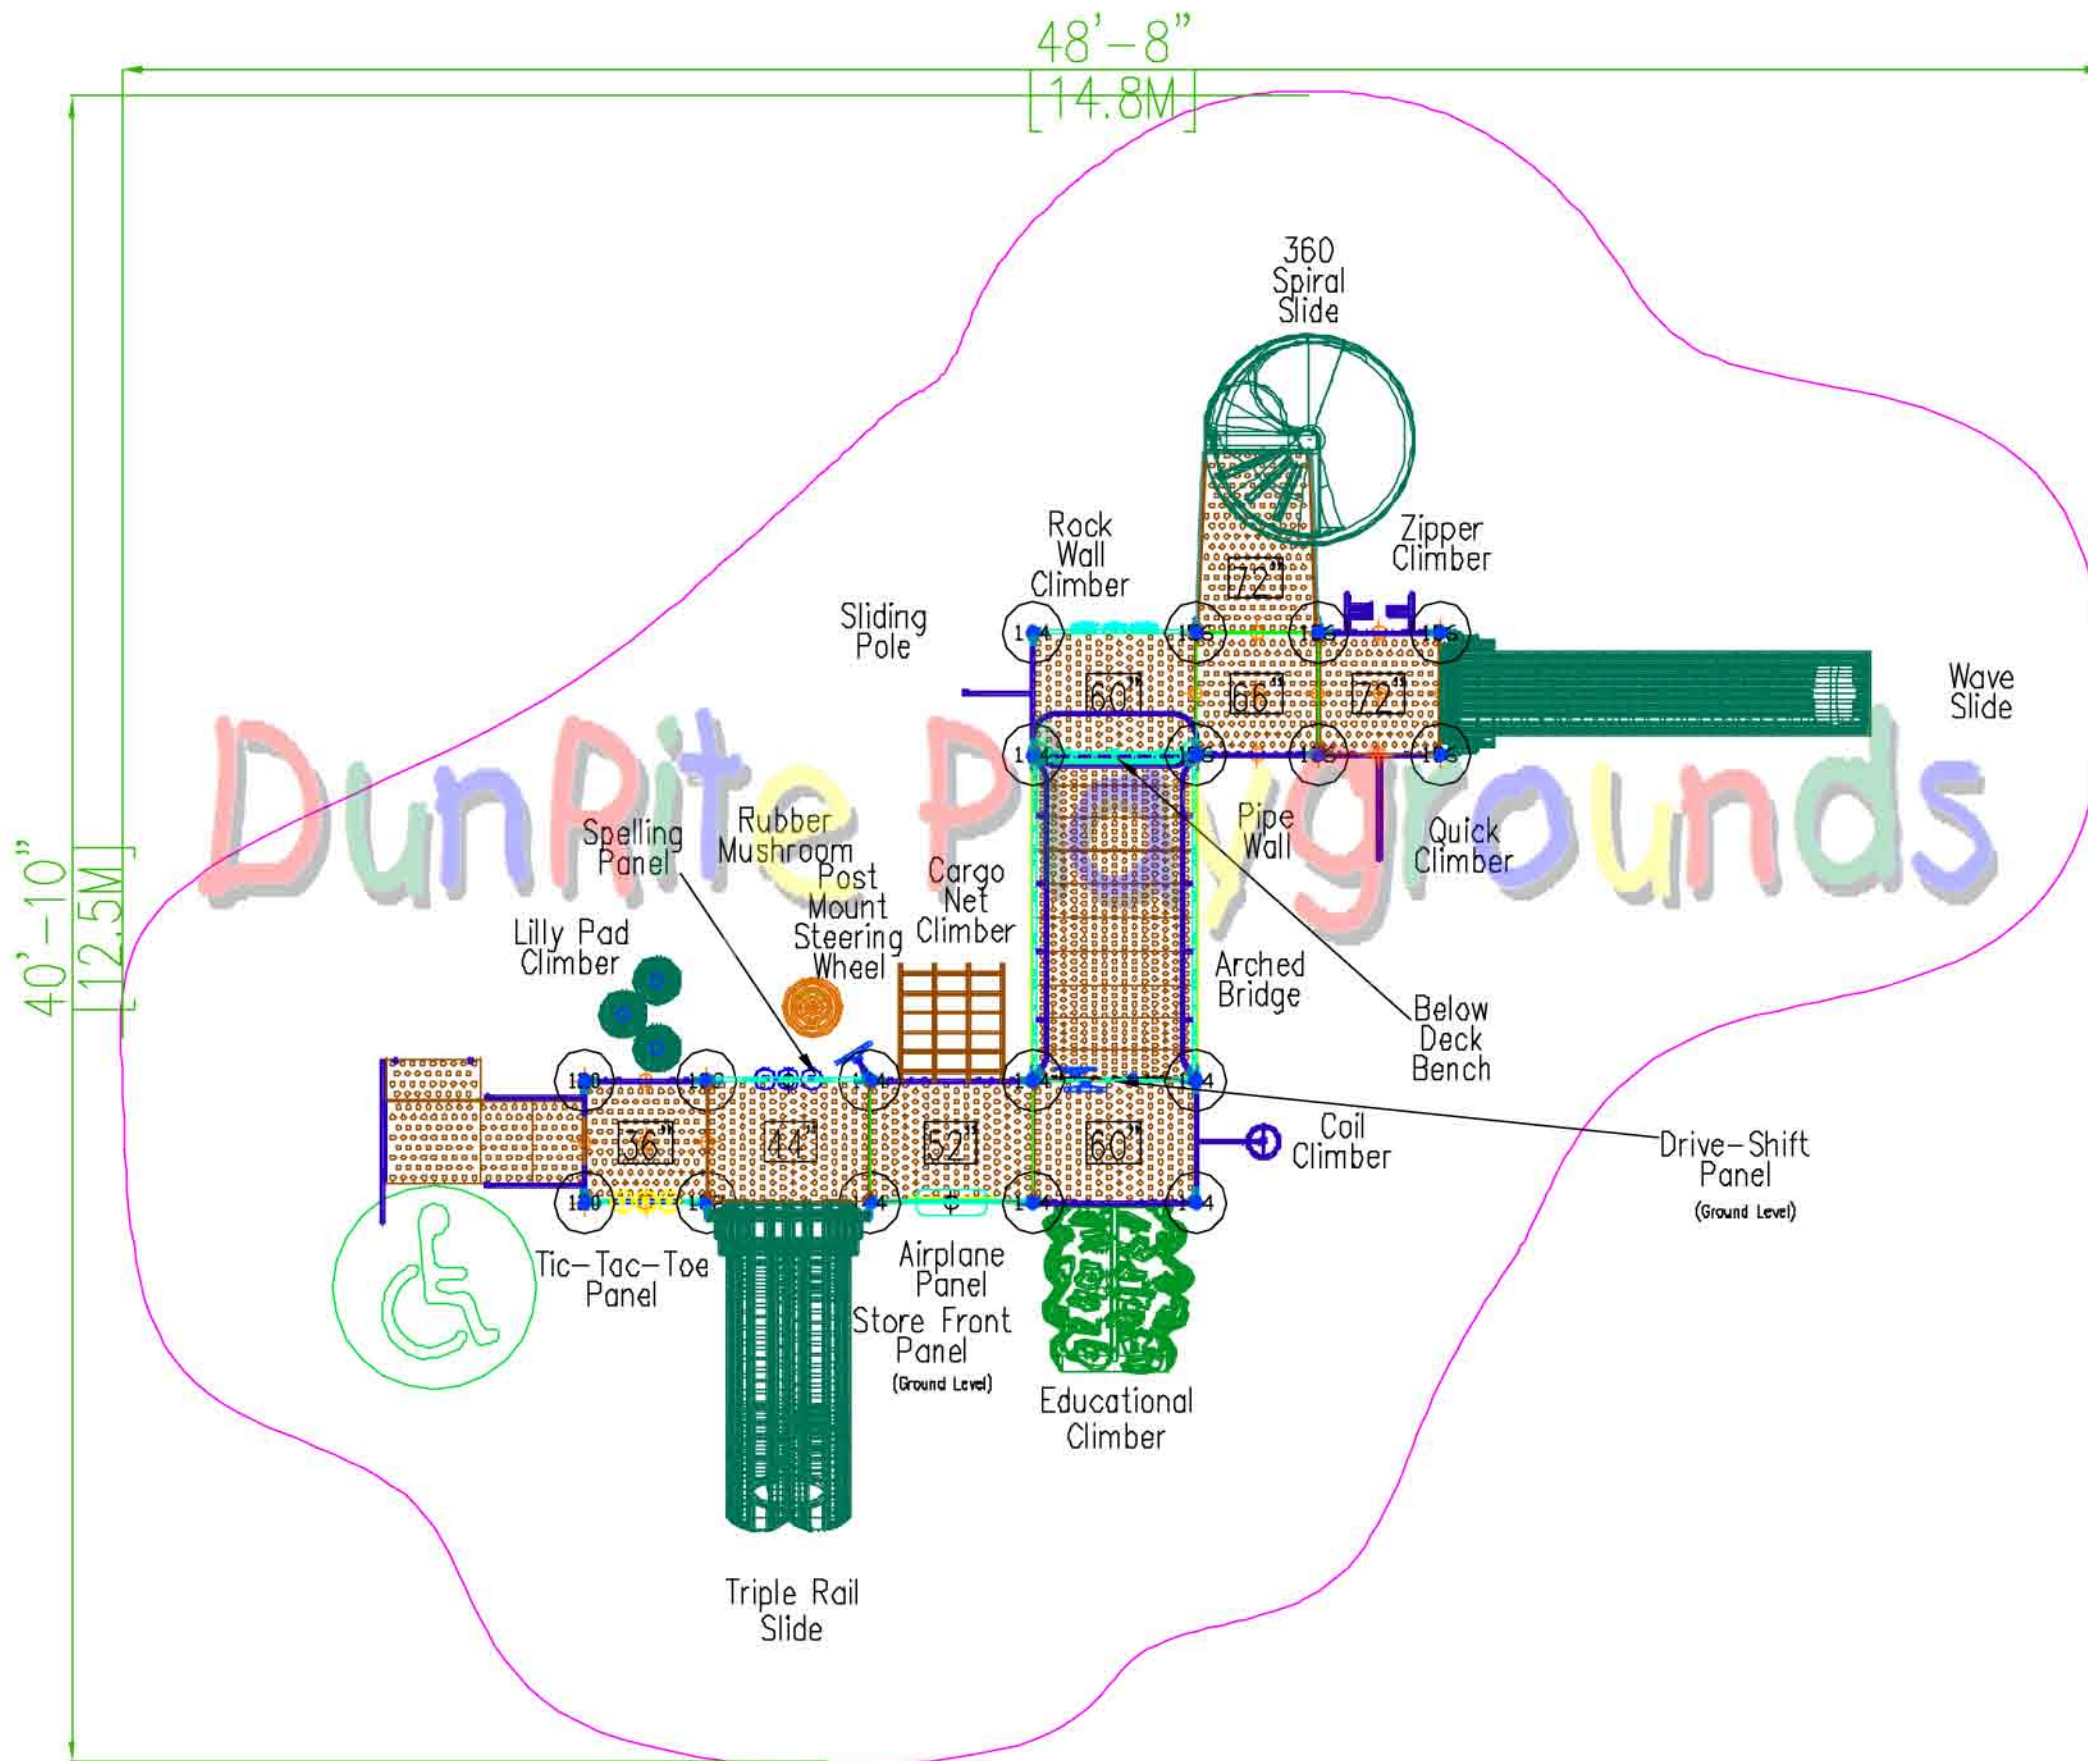 48'-8"
[14.8M]
360
Spiral
Slide
Rock
Wall
Climber
Zipper
Climber
72"
Sliding
Pole
60"
66"
72"
Wave
Slide
DunRite Playgrounds
40'-10"
[12.5M]
Spelling
Panel
Rubber
Mushroom
Post
Mount
Steering
Wheel
Cargo
Net
Climber
Pipe
Wall
Quick
Climber
Lilly Pad
Climber
Arched
Bridge
Below
Deck
Bench
36"
44"
52"
60"
Coil
Climber
Drive-Shift
Panel
(Ground Level)
Tic-Tac-Toe
Panel
Airplane
Panel
Store Front
Panel
(Ground Level)
Educational
Climber
Triple Rail
Slide